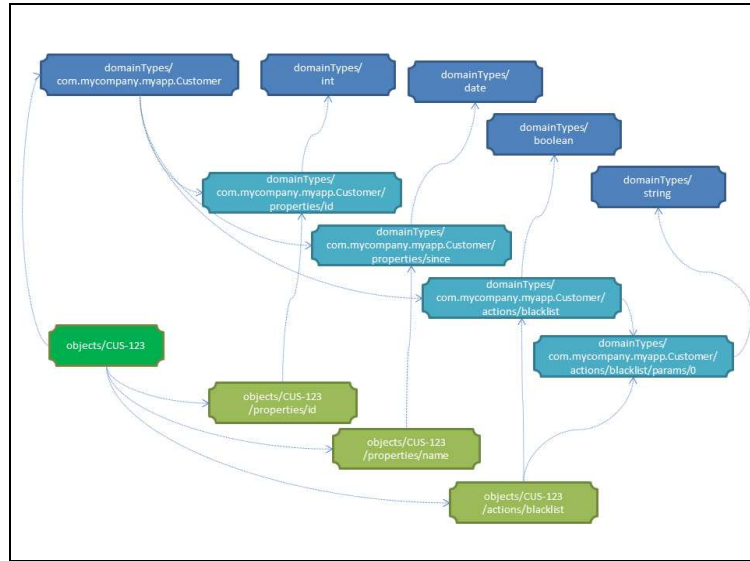 domainTypes/
com.mycompany.myapp.Customer
domainTypes/
int
domainTypes/
date
domainTypes/
boolean
domainTypes/
string
domainTypes/
com.mycompany.myapp.Customer/
properties/id
domainTypes/
com.mycompany.myapp.Customer/
properties/since
domainTypes/
com.mycompany.myapp.Customer/
actions/blacklist
domainTypes/
com.mycompany.myapp.Customer/
actions/blacklist/params/0
objects/CUS-123
objects/CUS-123
/properties/id
objects/CUS-123
/properties/name
objects/CUS-123
/actions/blacklist